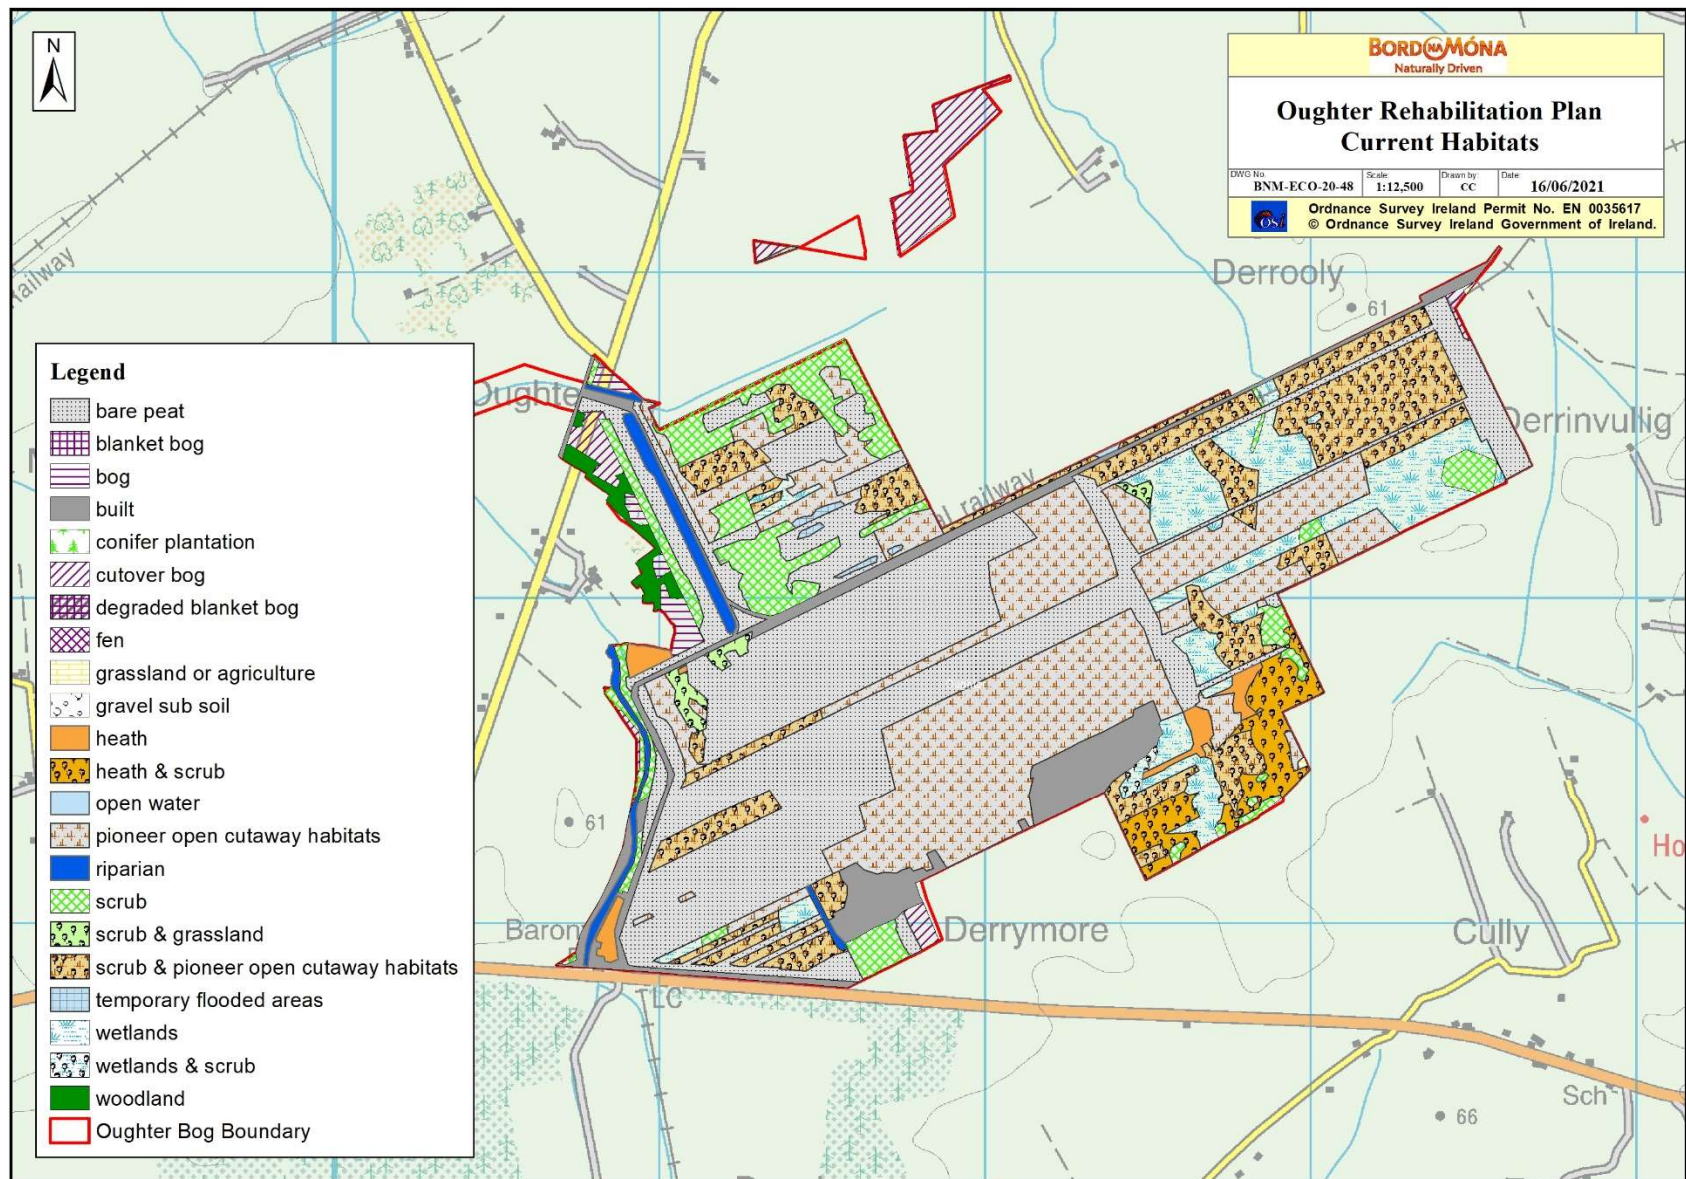 N
BORD NA MÓNA
Naturally Driven
Oughter Rehabilitation Plan
Current Habitats
DWG No. BNM-ECO-20-48 Scale: 1:12,500 Drawn by: CC Date: 16/06/2021
OSi
Ordnance Survey Ireland Permit No. EN 0035617
© Ordnance Survey Ireland Government of Ireland.
railway
Derrooly
61
Legend
bare peat
blanket bog
bog
built
conifer plantation
cutover bog
degraded blanket bog
fen
grassland or agriculture
gravel sub soil
heath
heath & scrub
open water
pioneer open cutaway habitats
riparian
scrub
scrub & grassland
scrub & pioneer open cutaway habitats
temporary flooded areas
wetlands
wetlands & scrub
woodland
Oughter Bog Boundary
Oughte
Derrinvullig
railway
61
Ho
Baron
Derrymore
Cully
TLC
Sch
66